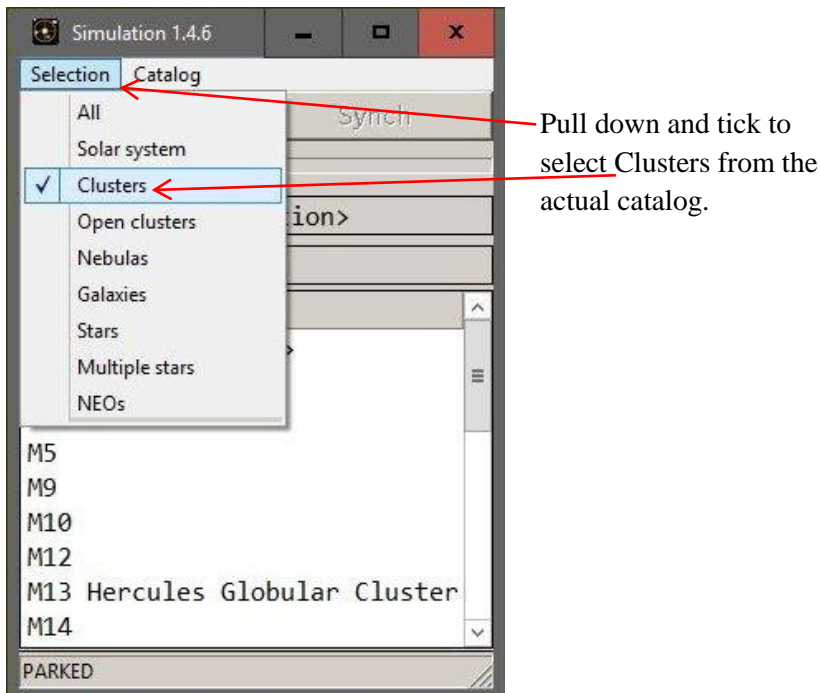 Simulation 1.4.6
Selection Catalog
All
Synch
Solar system
✓ Clusters
Open clusters
ion>
Nebulas
Galaxies
Stars
>
Multiple stars
NEOs
M5
M9
M10
M12
M13 Hercules Globular Cluster
M14
PARKED
Pull down and tick to
select Clusters from the
actual catalog.